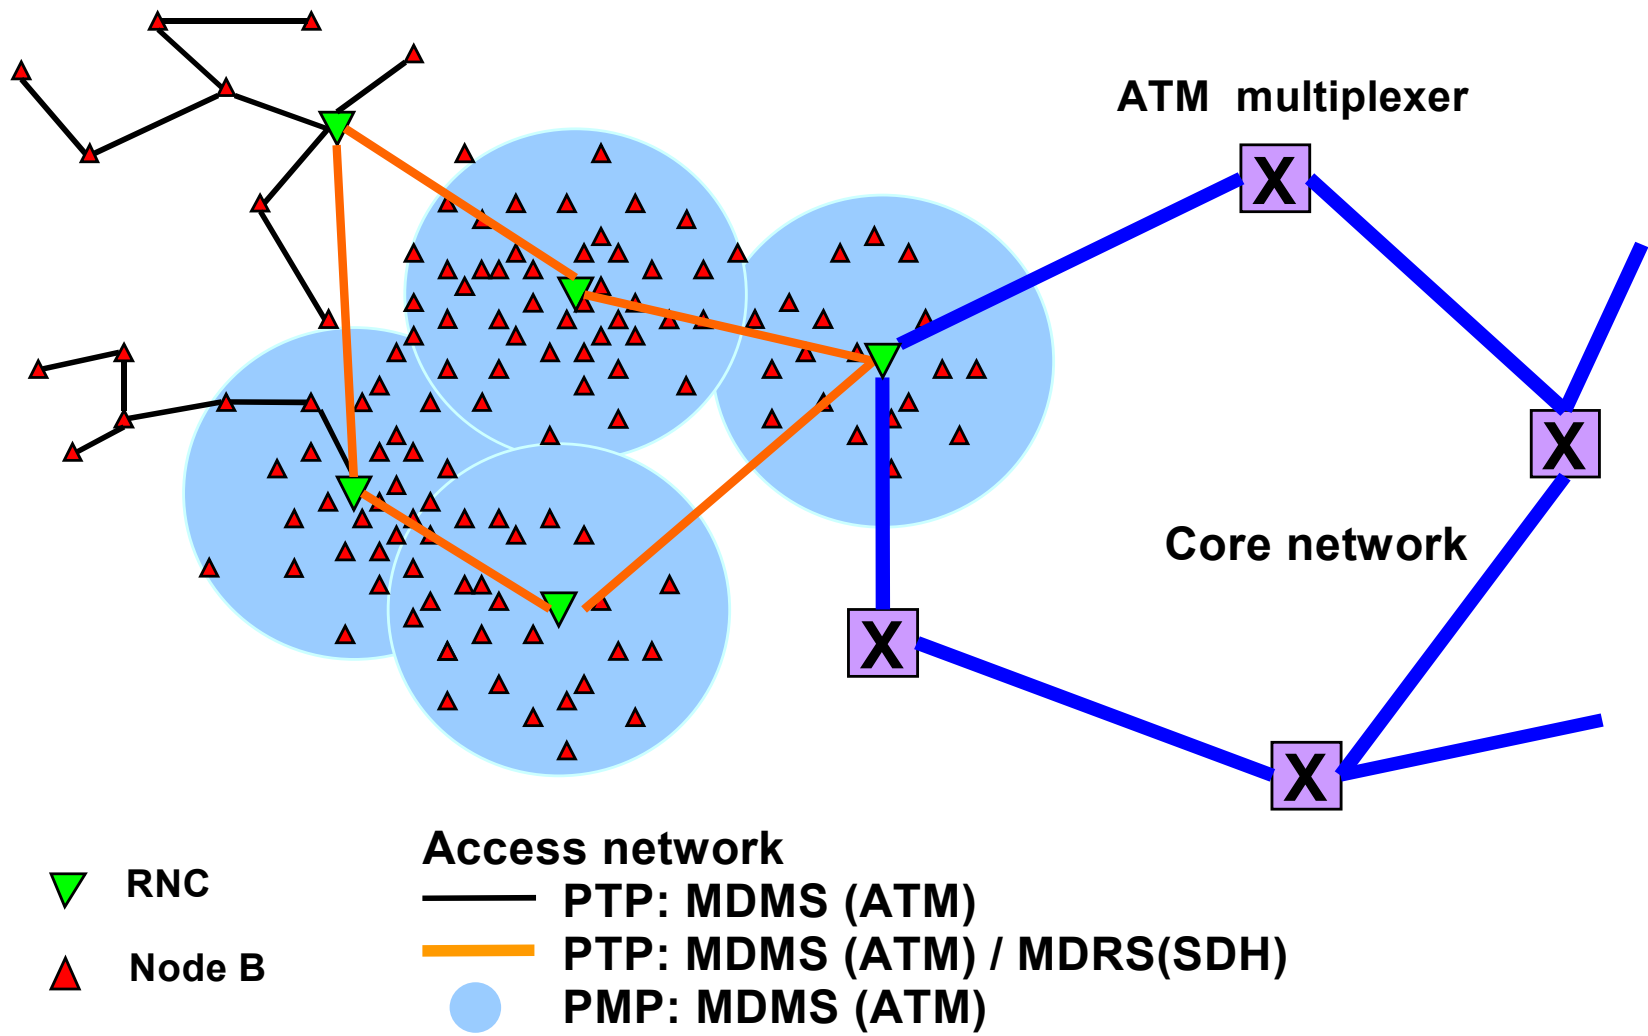 ATM multiplexer
X
X
Core network
X
X
Access network
RNC
PTP: MDMS (ATM)
PTP: MDMS (ATM) / MDRS(SDH)
Node B
PMP: MDMS (ATM)